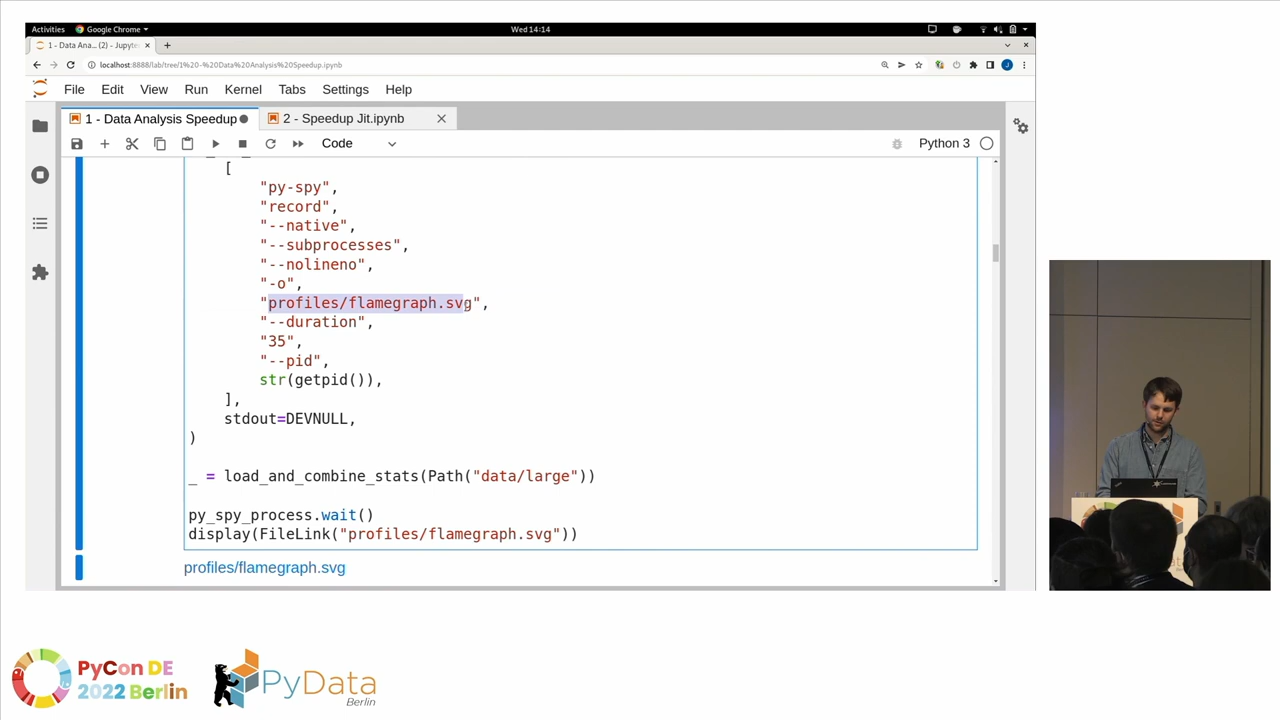 Activities
Google Chrome
Wed 14:14
1 - Data Ana... (2) - Jupyte
localhost:8888/lab/tree/1%20-%20Data%20Analysis%20Speedup.ipynb
J
File Edit View Run Kernel Tabs Settings Help
1 - Data Analysis Speedup
2 - Speedup Jit.ipynb
Code
Python 3
[
"py-spy",
"record",
"--native",
"--subprocesses",
"--nolineno",
"-o",
"profiles/flamegraph.svg",
"--duration",
"35",
"--pid",
str(getpid()),
],
stdout=DEVNULL,
)
_ = load_and_combine_stats(Path("data/large"))
py_spy_process.wait()
display(FileLink("profiles/flamegraph.svg"))
profiles/flamegraph.svg
PyCon DE
2022 Berlin
PyData
Berlin